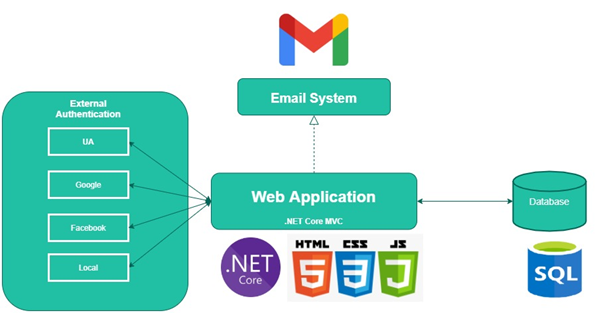 Email System
External
Authentication
UA
Google
Facebook
Local
Web Application
.NET Core MVC
Database
.NET
Core
HTML
5
CSS
3
JS
SQL